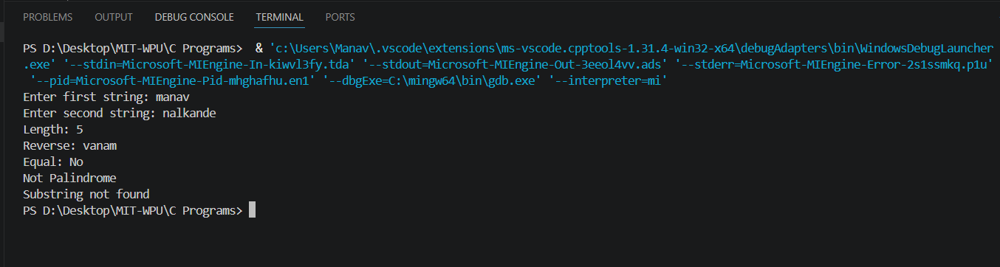 PROBLEMS OUTPUT DEBUG CONSOLE TERMINAL PORTS
PS D:\Desktop\MIT-WPU\C Programs>  & 'c:\Users\Manav\.vscode\extensions\ms-vscode.cpptools-1.31.4-win32-x64\debugAdapters\bin\WindowsDebugLauncher
.exe' '--stdin=Microsoft-MIEngine-In-kiwvl3fy.tda' '--stdout=Microsoft-MIEngine-Out-3eeol4vv.ads' '--stderr=Microsoft-MIEngine-Error-2s1ssmkq.p1u'
 '--pid=Microsoft-MIEngine-Pid-mhghafhu.en1' '--dbgExe=C:\mingw64\bin\gdb.exe' '--interpreter=mi'
Enter first string: manav
Enter second string: nalkande
Length: 5
Reverse: vanam
Equal: No
Not Palindrome
Substring not found
PS D:\Desktop\MIT-WPU\C Programs>